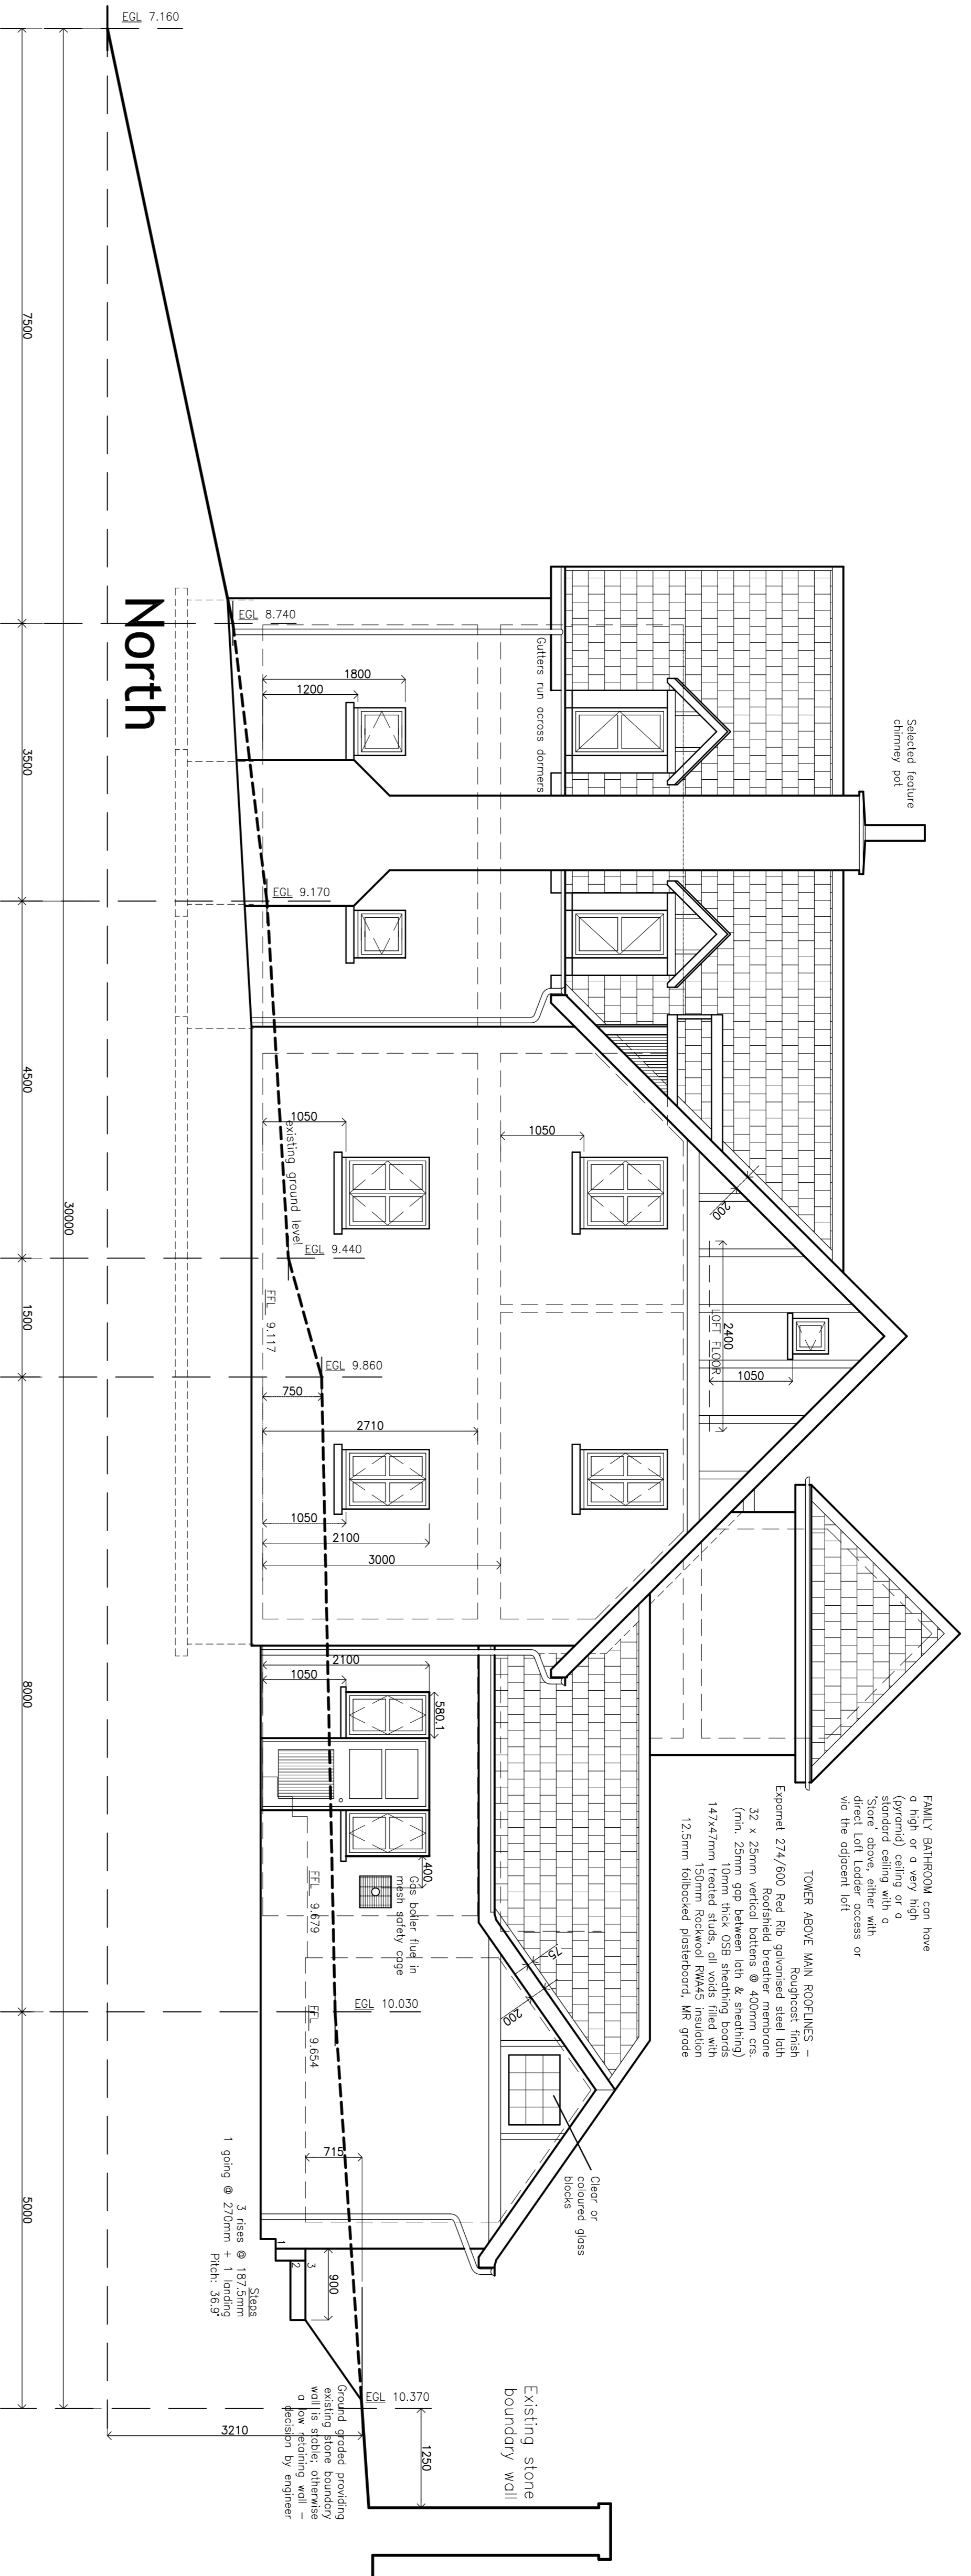 EGL 7.160
7500
30000
North
EGL 8.740
1800
1200
Gutters run across dormers
Selected feature
chimney pot
3500
EGL 9.170
4500
1050
existing ground level
1050
EGL 9.440
200
2400
LOFT FLOOR
1050
1500
FFL 9.117
EGL 9.860
750
2710
1050
2100
3000
FAMILY BATHROOM can have
a high or a very high
(pyramid) ceiling or a
standard ceiling with a
'Store' above, either with
direct Loft Ladder access or
via the adjacent loft
TOWER ABOVE MAIN ROOFLINES –
Roughcast finish
Expamet 274/600 Red Rib galvanised steel lath
Roofshield breather membrane
32 x 25mm vertical battens @ 400mm crs.
(min. 25mm gap between lath & sheathing)
10mm thick OSB sheathing boards
147x47mm treated studs, all voids filled with
150mm Rockwool RWA45 insulation
12.5mm foilbacked plasterboard, MR grade
8000
2100
1050
580.1
400
Gas boiler flue in
mesh safety cage
FFL 9.679
75
200
EGL 10.030
FFL 9.654
Clear or
coloured glass
blocks
715
5000
1
2
3
900
Steps
3 rises @ 187.5mm
1 going @ 270mm + 1 landing
Pitch: 36.9°
EGL 10.370
3210
1250
Existing stone
boundary wall
Ground graded providing
existing stone boundary
wall is stable; otherwise
a low retaining wall –
decision by engineer